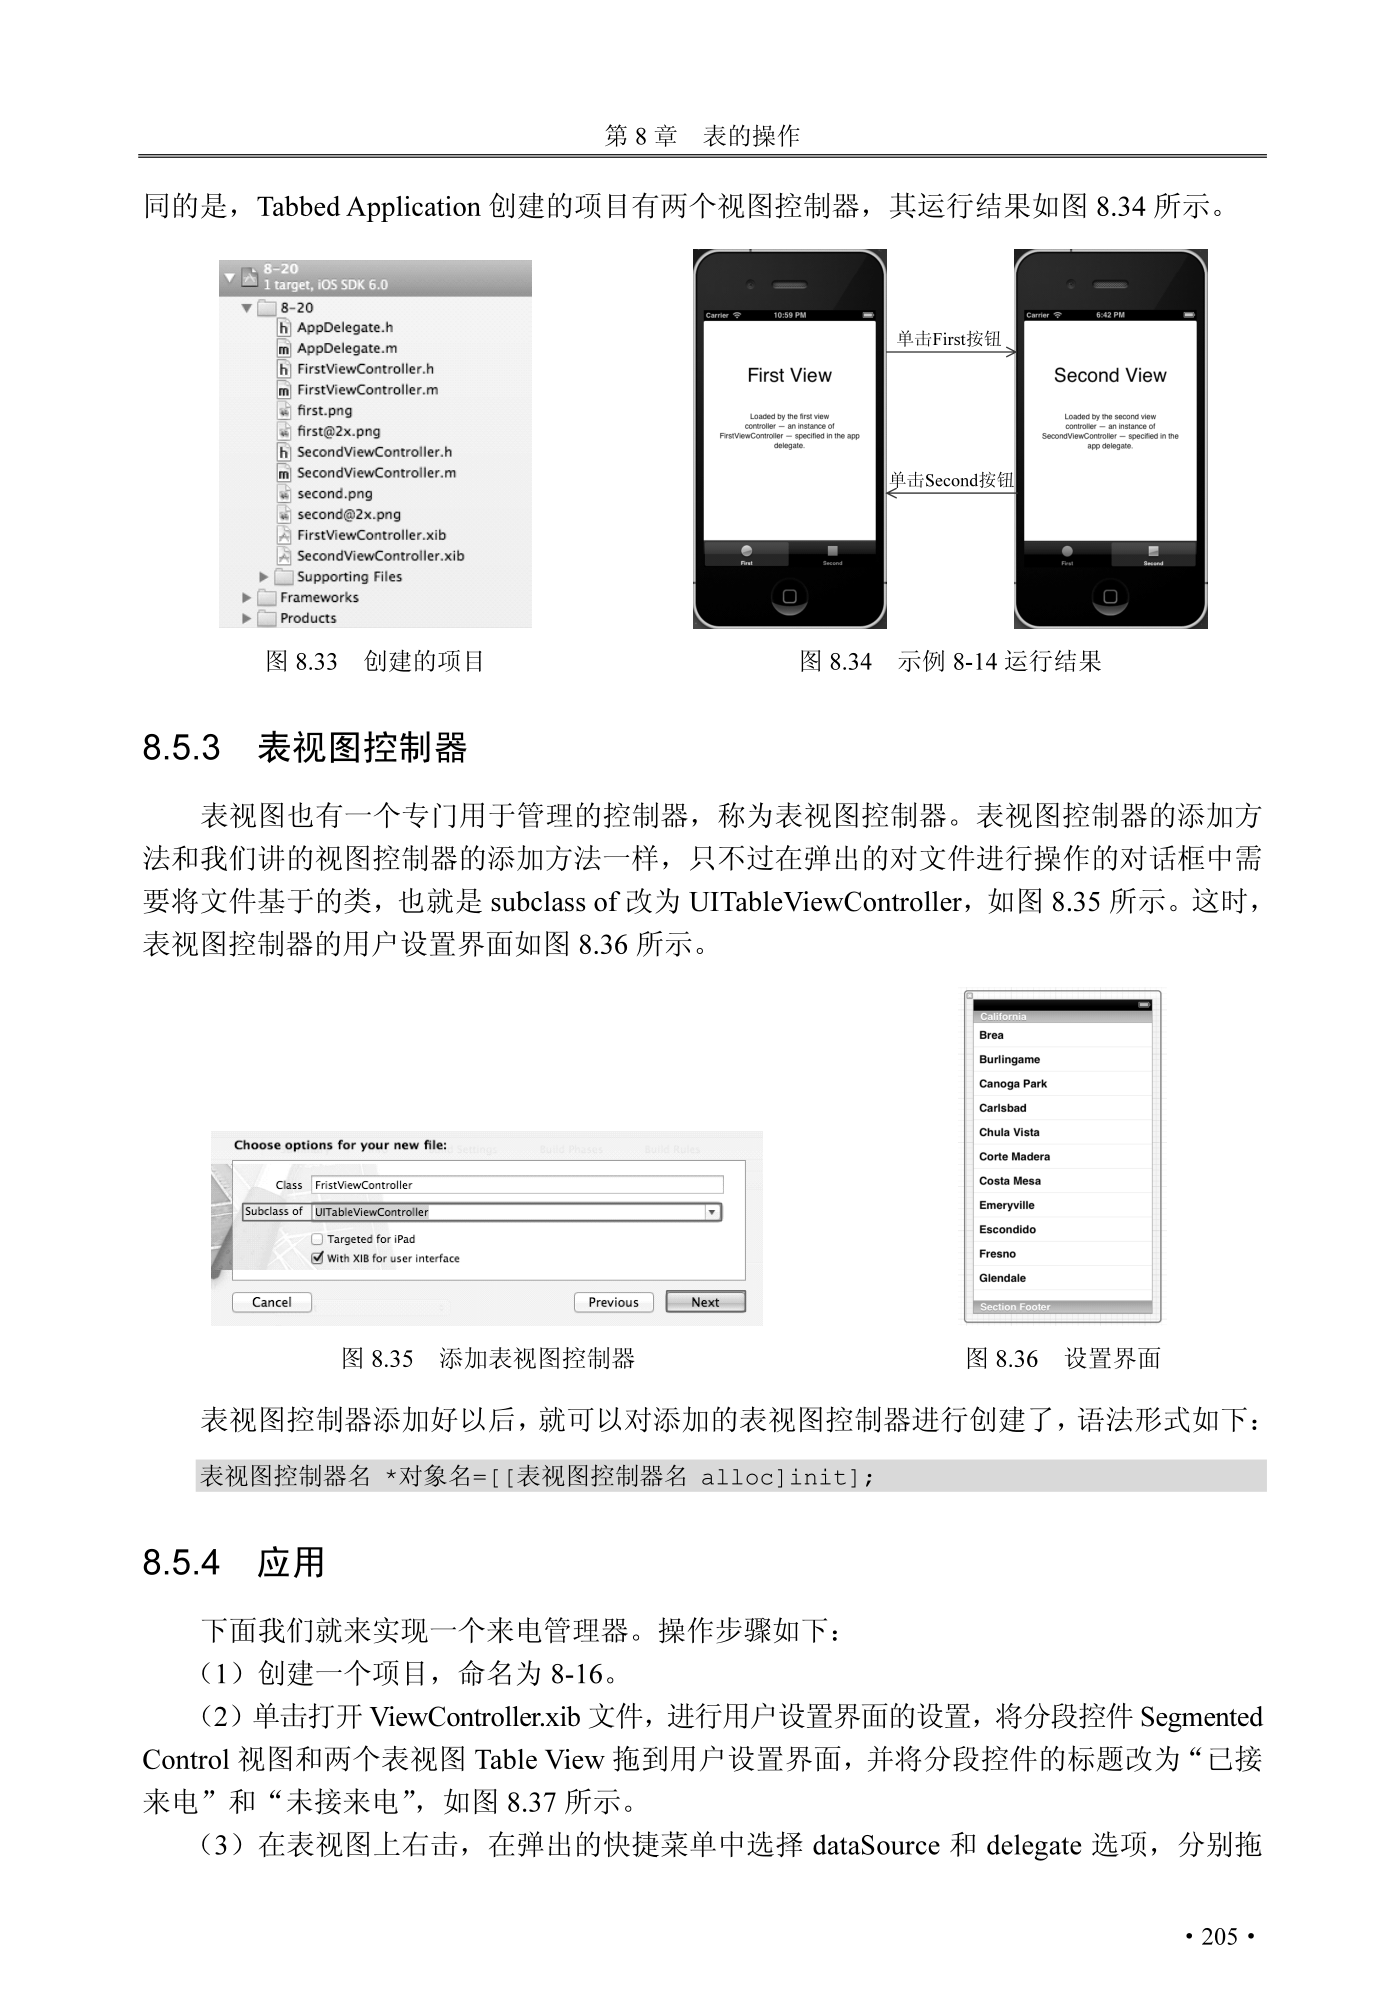 第 8 章　表的操作
同的是，Tabbed Application 创建的项目有两个视图控制器，其运行结果如图 8.34 所示。
8-20
1 target, iOS SDK 6.0
8-20
AppDelegate.h
AppDelegate.m
FirstViewController.h
FirstViewController.m
first.png
first@2x.png
SecondViewController.h
SecondViewController.m
second.png
second@2x.png
FirstViewController.xib
SecondViewController.xib
Supporting Files
Frameworks
Products
图 8.33　创建的项目
Carrier 10:59 PM
First View
Loaded by the first view
controller — an instance of
FirstViewController — specified in the app
delegate.
First Second
单击First按钮
单击Second按钮
Carrier 6:42 PM
Second View
Loaded by the second view
controller — an instance of
SecondViewController — specified in the
app delegate.
First Second
图 8.34　示例 8-14 运行结果
8.5.3　表视图控制器
表视图也有一个专门用于管理的控制器，称为表视图控制器。表视图控制器的添加方
法和我们讲的视图控制器的添加方法一样，只不过在弹出的对文件进行操作的对话框中需
要将文件基于的类，也就是 subclass of 改为 UITableViewController，如图 8.35 所示。这时，
表视图控制器的用户设置界面如图 8.36 所示。
Choose options for your new file:
Build Phases Build Rules
Class FristViewController
Subclass of UITableViewController
Targeted for iPad
With XIB for user interface
Cancel Previous Next
图 8.35　添加表视图控制器
California
Brea
Burlingame
Canoga Park
Carlsbad
Chula Vista
Corte Madera
Costa Mesa
Emeryville
Escondido
Fresno
Glendale
Section Footer
图 8.36　设置界面
表视图控制器添加好以后，就可以对添加的表视图控制器进行创建了，语法形式如下：
表视图控制器名 *对象名=[[表视图控制器名 alloc]init];
8.5.4　应用
下面我们就来实现一个来电管理器。操作步骤如下：
（1）创建一个项目，命名为 8-16。
（2）单击打开 ViewController.xib 文件，进行用户设置界面的设置，将分段控件 Segmented
Control 视图和两个表视图 Table View 拖到用户设置界面，并将分段控件的标题改为“已接
来电”和“未接来电”，如图 8.37 所示。
（3）在表视图上右击，在弹出的快捷菜单中选择 dataSource 和 delegate 选项，分别拖
• 205 •